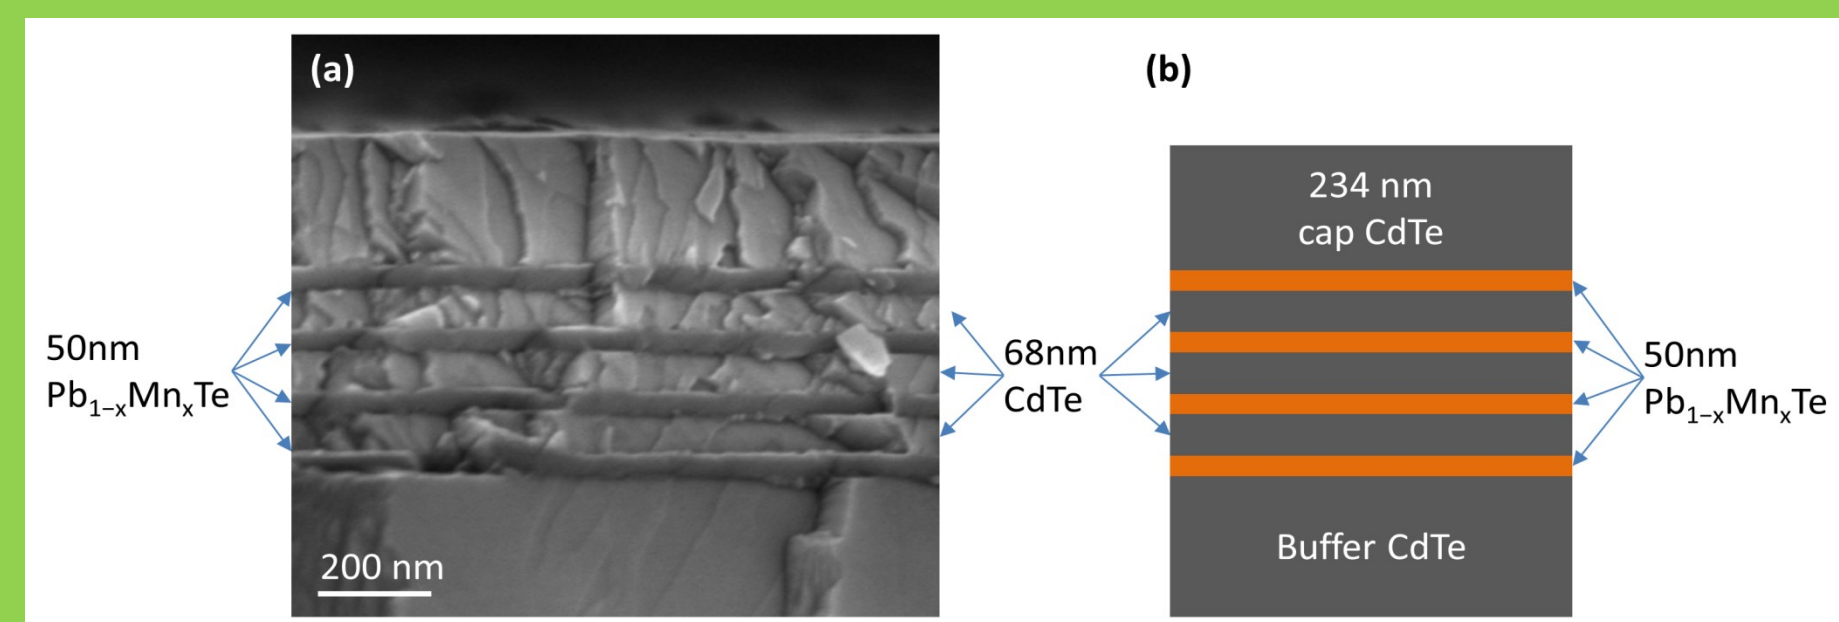 (a)
(b)
50nm
Pb₁₋ₓMnₓTe
200 nm
68nm
CdTe
234 nm
cap CdTe
Buffer CdTe
50nm
Pb₁₋ₓMnₓTe